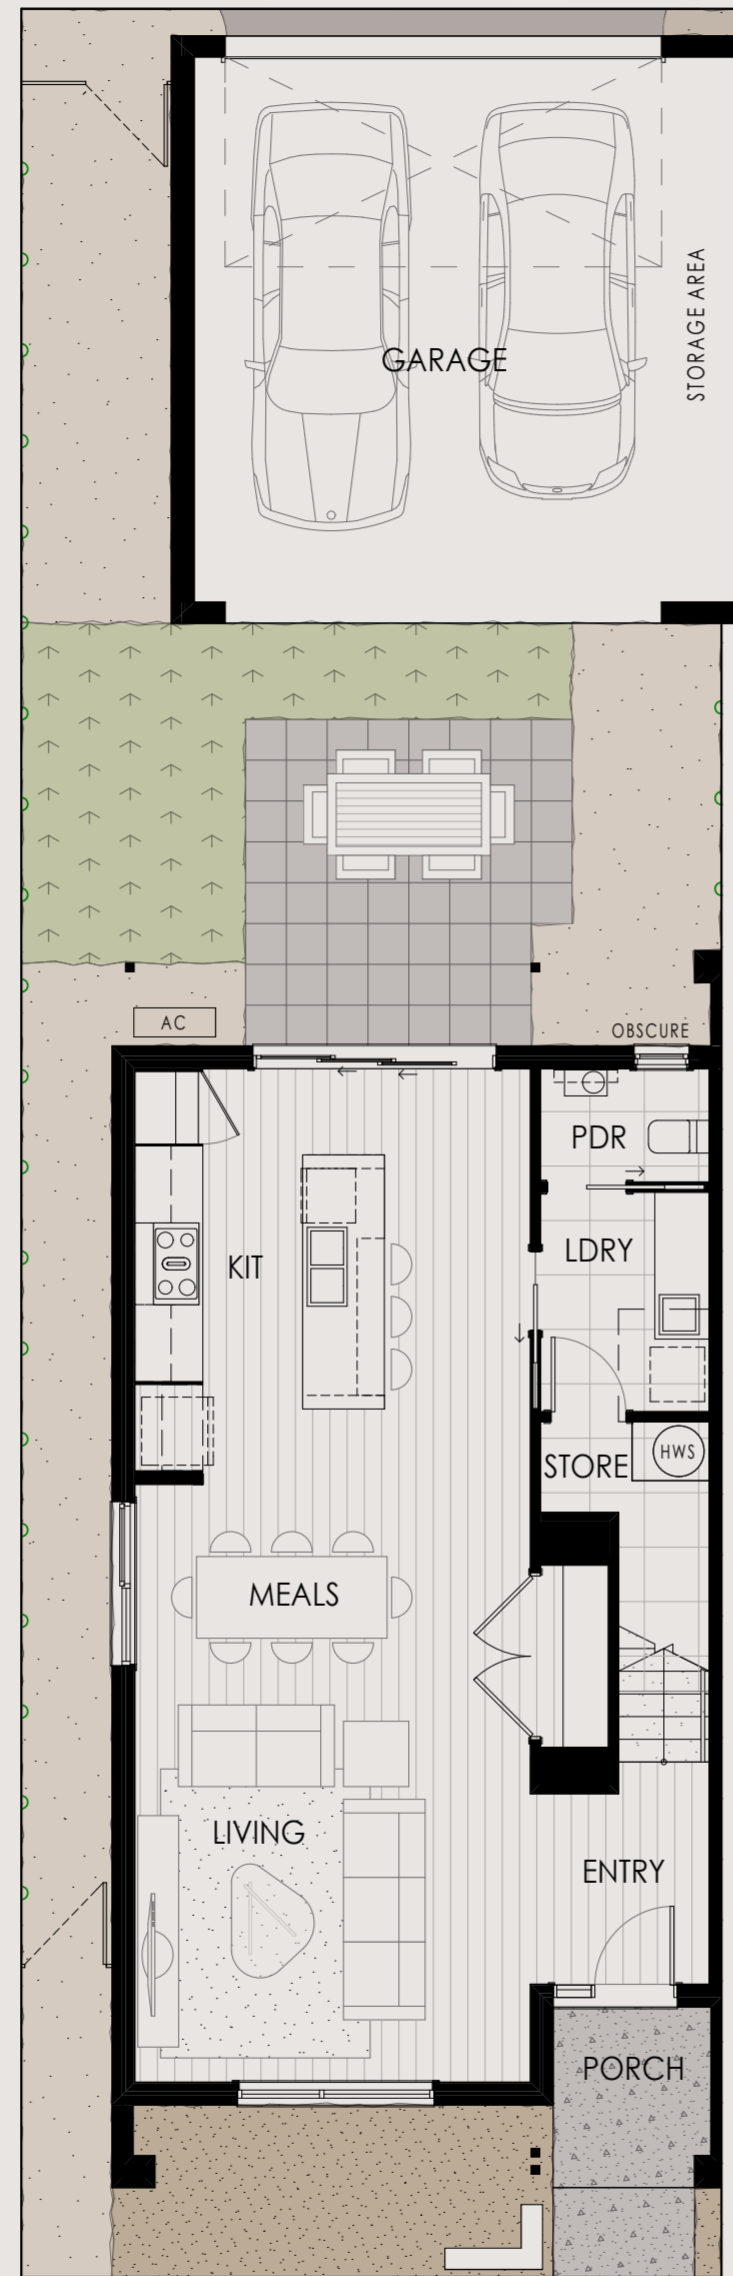 STORAGE AREA
GARAGE
AC
OBSCURE
PDR
KIT
LDRY
STORE
HWS
MEALS
LIVING
ENTRY
PORCH